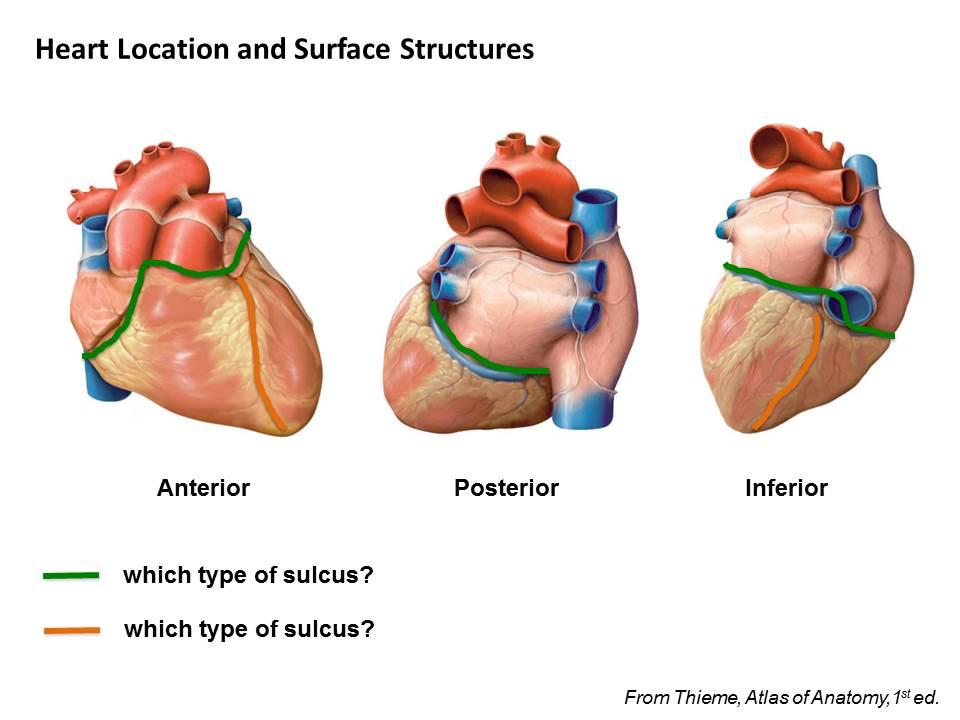 Heart Location and Surface Structures
Anterior
Posterior
Inferior
which type of sulcus?
which type of sulcus?
From Thieme, Atlas of Anatomy,1st ed.